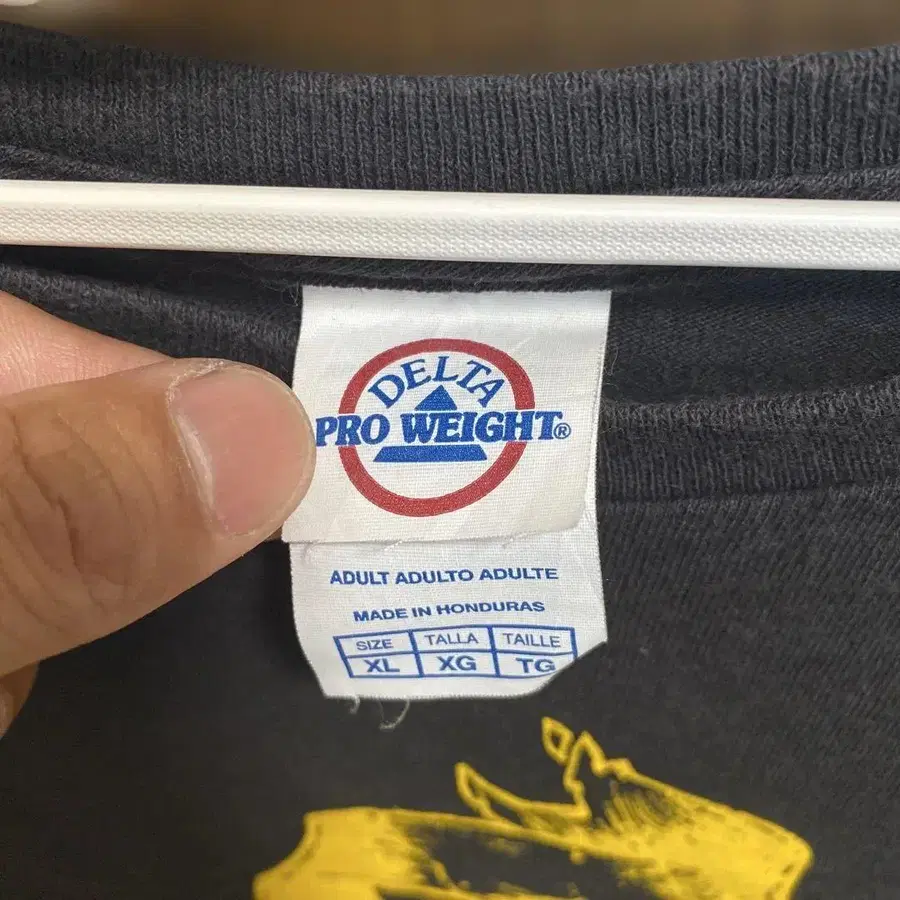 DELTA
PRO WEIGHT®
ADULT ADULTO ADULTE
MADE IN HONDURAS
SIZE TALLA TAILLE
XL XG TG